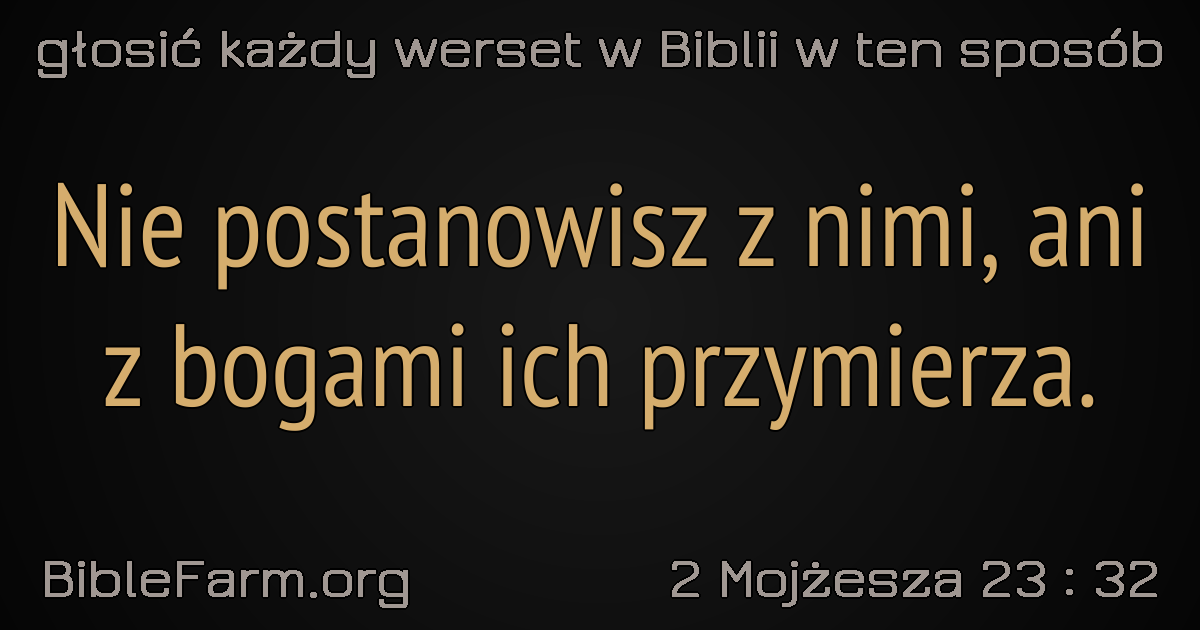 głosić każdy werset w Biblii w ten sposób
Nie postanowisz z nimi, ani
z bogami ich przymierza.
BibleFarm.org
2 Mojżesza 23 : 32